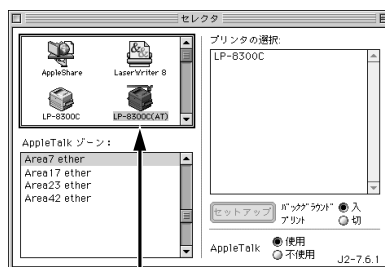 セレクタ
AppleShare
LaserWriter 8
LP-8300C
LP-8300C(AT)
AppleTalk ゾーン：
Area7 ether
Area17 ether
Area23 ether
Area42 ether
プリンタの選択:
LP-8300C
セットアップ
バックグラウンド
プリント
入
切
AppleTalk
使用
不使用
J2-7.6.1